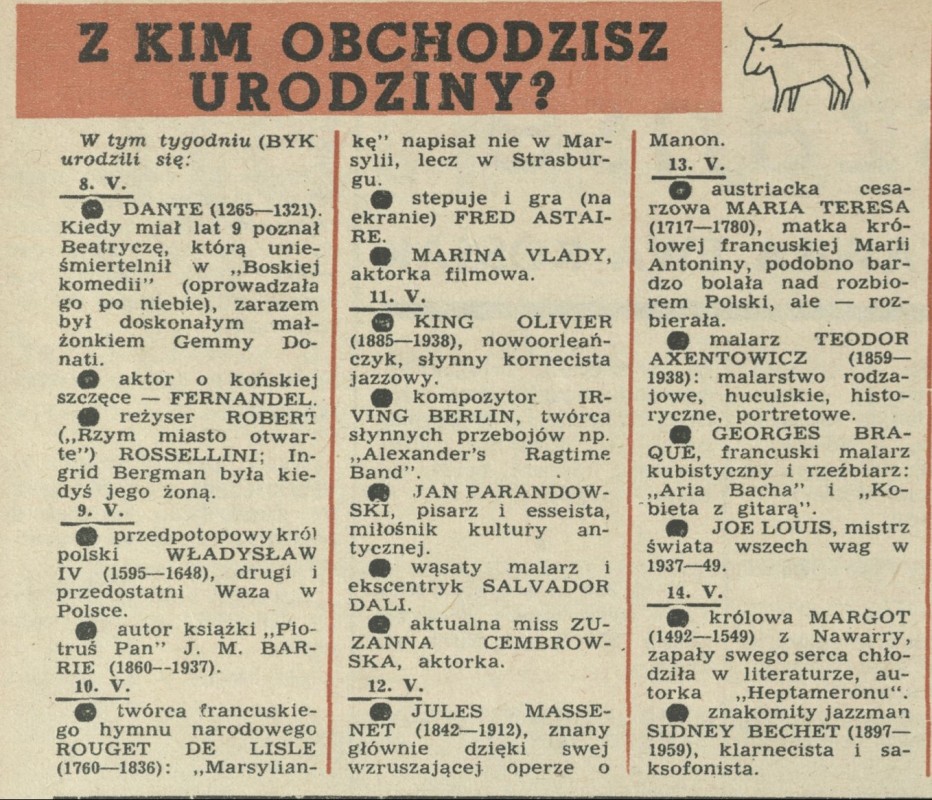 Z KIM OBCHODZISZ
URODZINY?
W tym tygodniu (BYK
urodzili się:
8. V.
● DANTE (1265—1321).
Kiedy miał lat 9 poznał
Beatryczę, którą unie-
śmiertelnił w „Boskiej
komedii" (oprowadzała
go po niebie), zarazem
był doskonałym mał-
żonkiem Gemmy Do-
nati.
● aktor o końskiej
szczęce — FERNANDEL.
● reżyser ROBERT
(„Rzym miasto otwar-
te") ROSSELLINI; In-
grid Bergman była kie-
dyś jego żoną.
9. V.
● przedpotopowy król
polski WŁADYSŁAW
IV (1595—1648), drugi i
przedostatni Waza w
Polsce.
● autor książki „Pio-
truś Pan" J. M. BAR-
RIE (1860—1937).
10. V.
● twórca francuskie-
go hymnu narodowego
ROUGET DE LISLE
(1760—1836): „Marsylian-
kę" napisał nie w Mar-
sylii, lecz w Strasbur-
gu.
● stepuje i gra (na
ekranie) FRED ASTAI-
RE.
● MARINA VLADY,
aktorka filmowa.
11. V.
● KING OLIVIER
(1885—1938), nowoorleań-
czyk, słynny kornecista
jazzowy.
● kompozytor IR-
VING BERLIN, twórca
słynnych przebojów np.
„Alexander's Ragtime
Band".
● JAN PARANDOW-
SKI, pisarz i esseista,
miłośnik kultury an-
tycznej.
● wąsaty malarz i
ekscentryk SALVADOR
DALI.
● aktualna miss ZU-
ZANNA CEMBROW-
SKA, aktorka.
12. V.
● JULES MASSE-
NET (1842—1912), znany
głównie dzięki swej
wzruszającej operze o
Manon.
13. V.
● austriacka cesa-
rzowa MARIA TERESA
(1717—1780), matka kró-
lowej francuskiej Marii
Antoniny, podobno bar-
dzo bolała nad rozbio-
rem Polski, ale — roz-
bierała.
● malarz TEODOR
AXENTOWICZ (1859—
1938): malarstwo rodza-
jowe, huculskie, histo-
ryczne, portretowe.
● GEORGES BRA-
QUE, francuski malarz
kubistyczny i rzeźbiarz:
„Aria Bacha" i „Ko-
bieta z gitarą".
● JOE LOUIS, mistrz
świata wszech wag w
1937—49.
14. V.
● królowa MARGOT
(1492—1549) z Nawarry,
zapały swego serca chło-
dziła w literaturze, au-
torka „Heptameronu".
● znakomity jazzman
SIDNEY BECHET (1897—
1959), klarnecista i sa-
ksofonista.